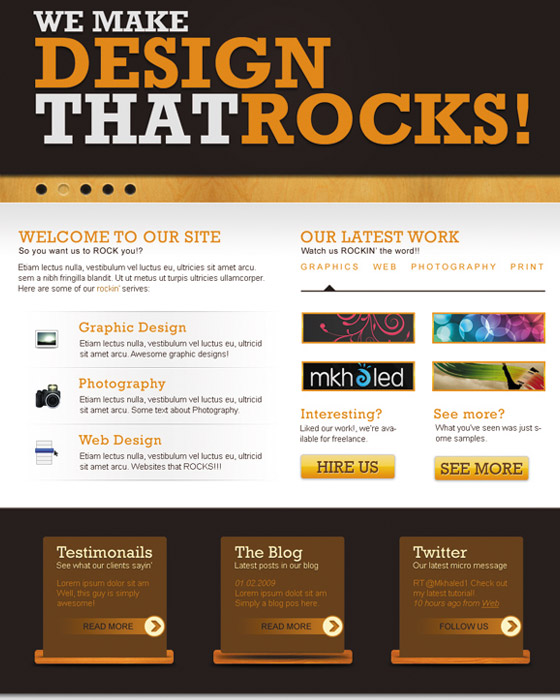 WE MAKE
DESIGN
THAT ROCKS!
WELCOME TO OUR SITE
So you want us to ROCK you!?
Etiam lectus nulla, vestibulum vel luctus eu, ultricies sit amet arcu.
sem a nibh fringilla blandit. Ut ut metus ut turpis ultricies ullamcorper.
Here are some of our rockin' serives:
Graphic Design
Etiam lectus nulla, vestibulum vel luctus eu, ultricid
sit amet arcu. Awesome graphic designs!
Photography
Etiam lectus nulla, vestibulum vel luctus eu, ultricid
sit amet arcu. Some text about Photography.
Web Design
Etiam lectus nulla, vestibulum vel luctus eu, ultricid
sit amet arcu. Websites that ROCKS!!!
OUR LATEST WORK
Watch us ROCKIN' the word!!
GRAPHICS WEB PHOTOGRAPHY PRINT
mkhaled
Interesting?
Liked our work!, we're ava-
ilable for freelance.
HIRE US
See more?
What you've seen was just s-
ome samples.
SEE MORE
Testimonails
See what our clients sayin'
Lorem ipsum dolor sit am
Well, this guy is simply
awesome!
READ MORE
The Blog
Latest posts in our blog
01.02.2009
Lorem ipsum dolor sit am
Simply a blog pos here.
READ MORE
Twitter
Our latest micro message
RT @Mkhaled1 Check out
my latest tutorial!
10 hours ago from Web
FOLLOW US